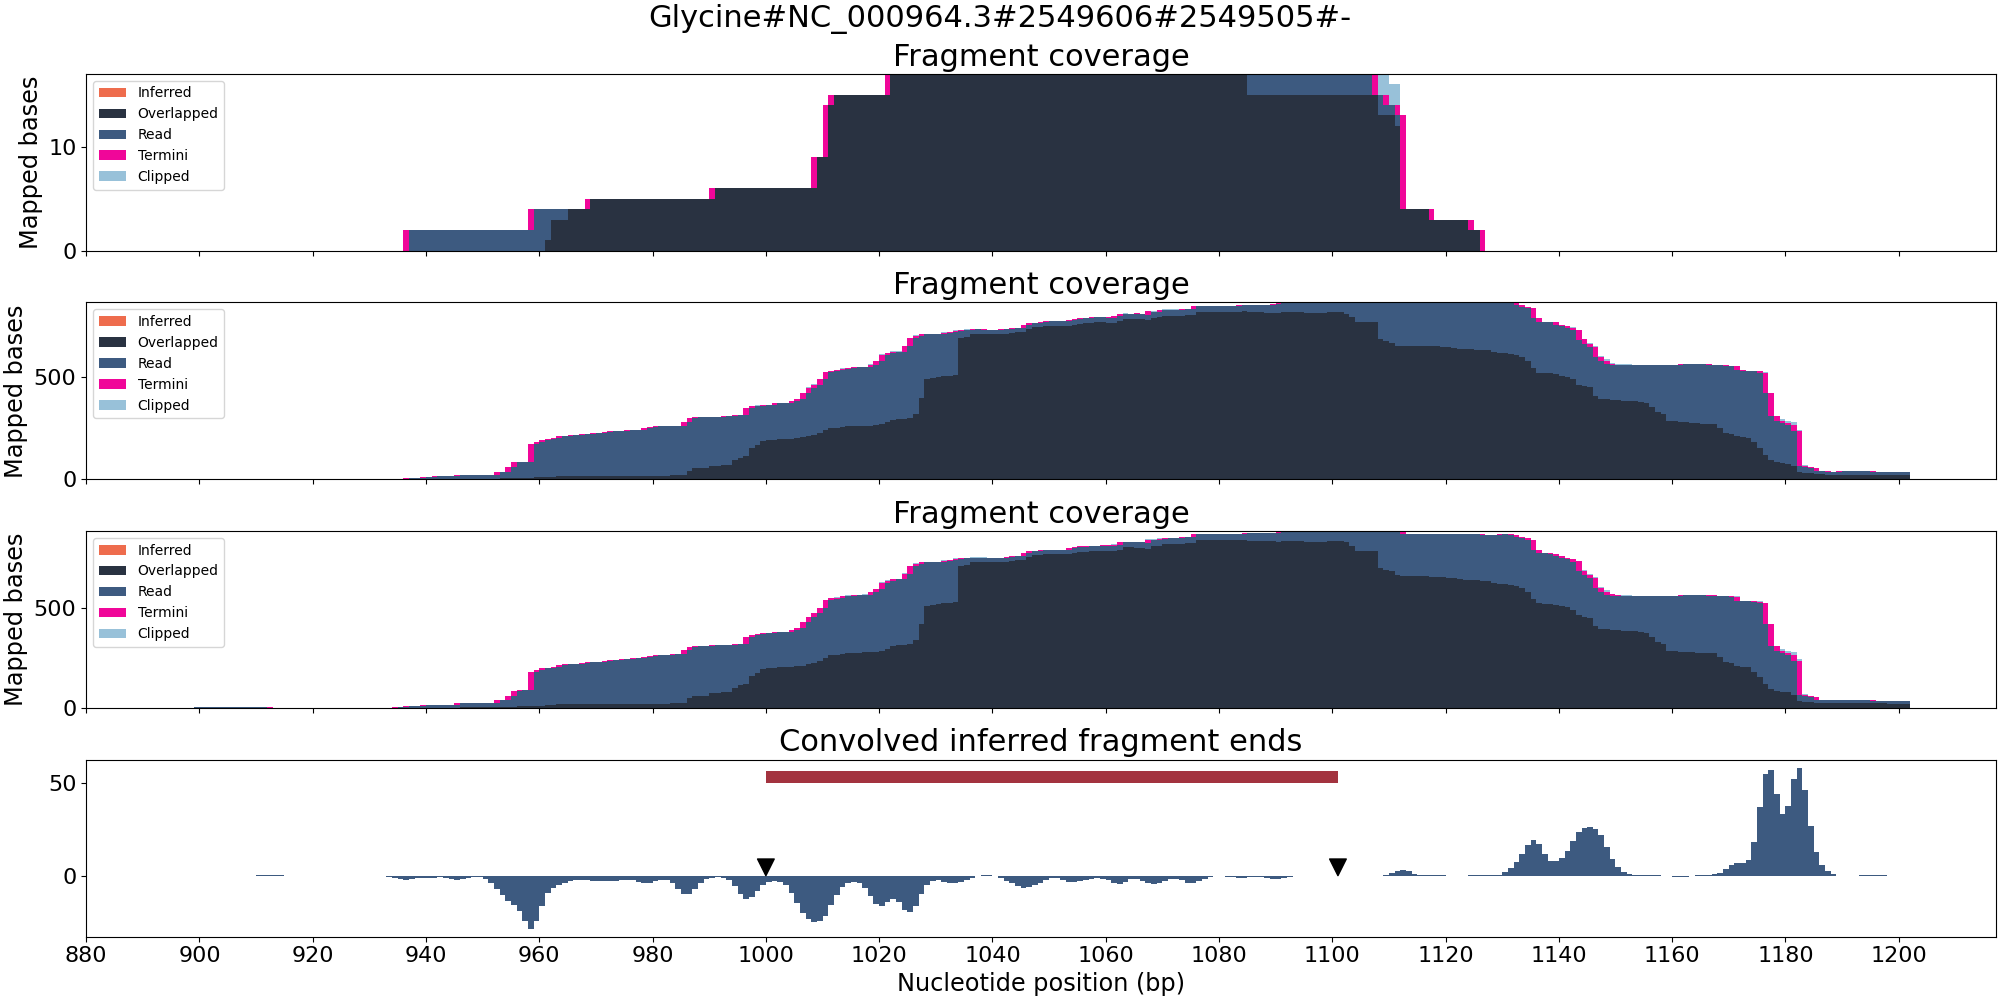 Glycine#NC_000964.3#2549606#2549505#-
Fragment coverage
Mapped bases
10
0
Inferred
Overlapped
Read
Termini
Clipped
Fragment coverage
Mapped bases
500
0
Inferred
Overlapped
Read
Termini
Clipped
Fragment coverage
Mapped bases
500
0
Inferred
Overlapped
Read
Termini
Clipped
Convolved inferred fragment ends
50
0
880 900 920 940 960 980 1000 1020 1040 1060 1080 1100 1120 1140 1160 1180 1200
Nucleotide position (bp)